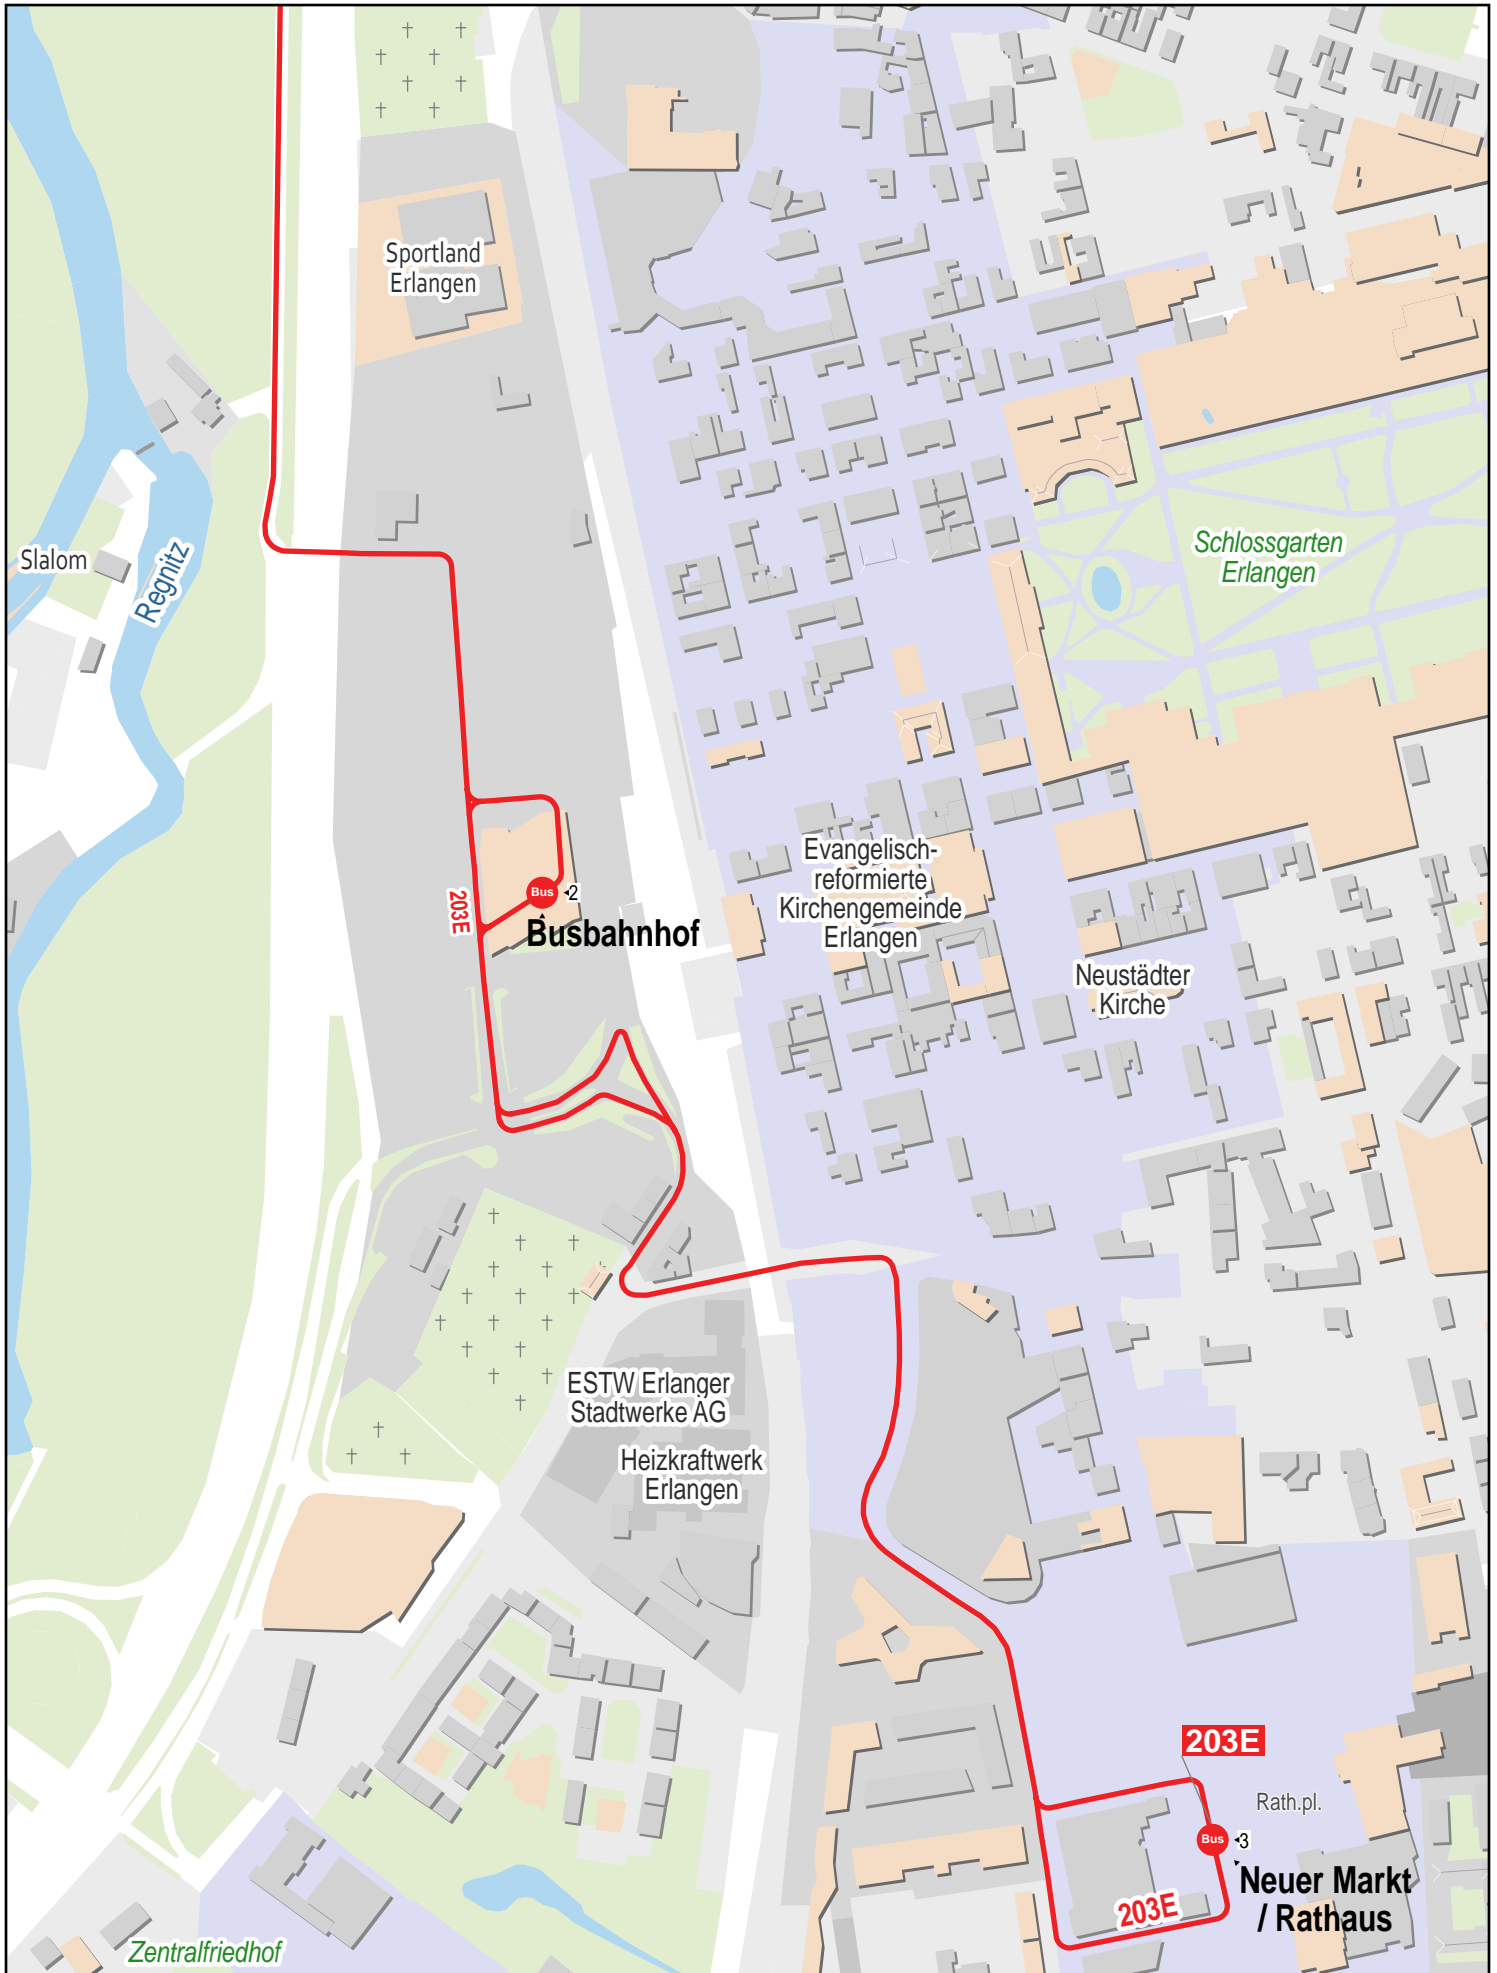 Sportland
Erlangen
Slalom
Regnitz
Schlossgarten
Erlangen
Evangelisch-
reformierte
Kirchengemeinde
Erlangen
203E
Bus
2
Busbahnhof
Neustädter
Kirche
ESTW Erlanger
Stadtwerke AG
Heizkraftwerk
Erlangen
203E
Rath.pl.
Bus
3
Neuer Markt
/ Rathaus
203E
Zentralfriedhof